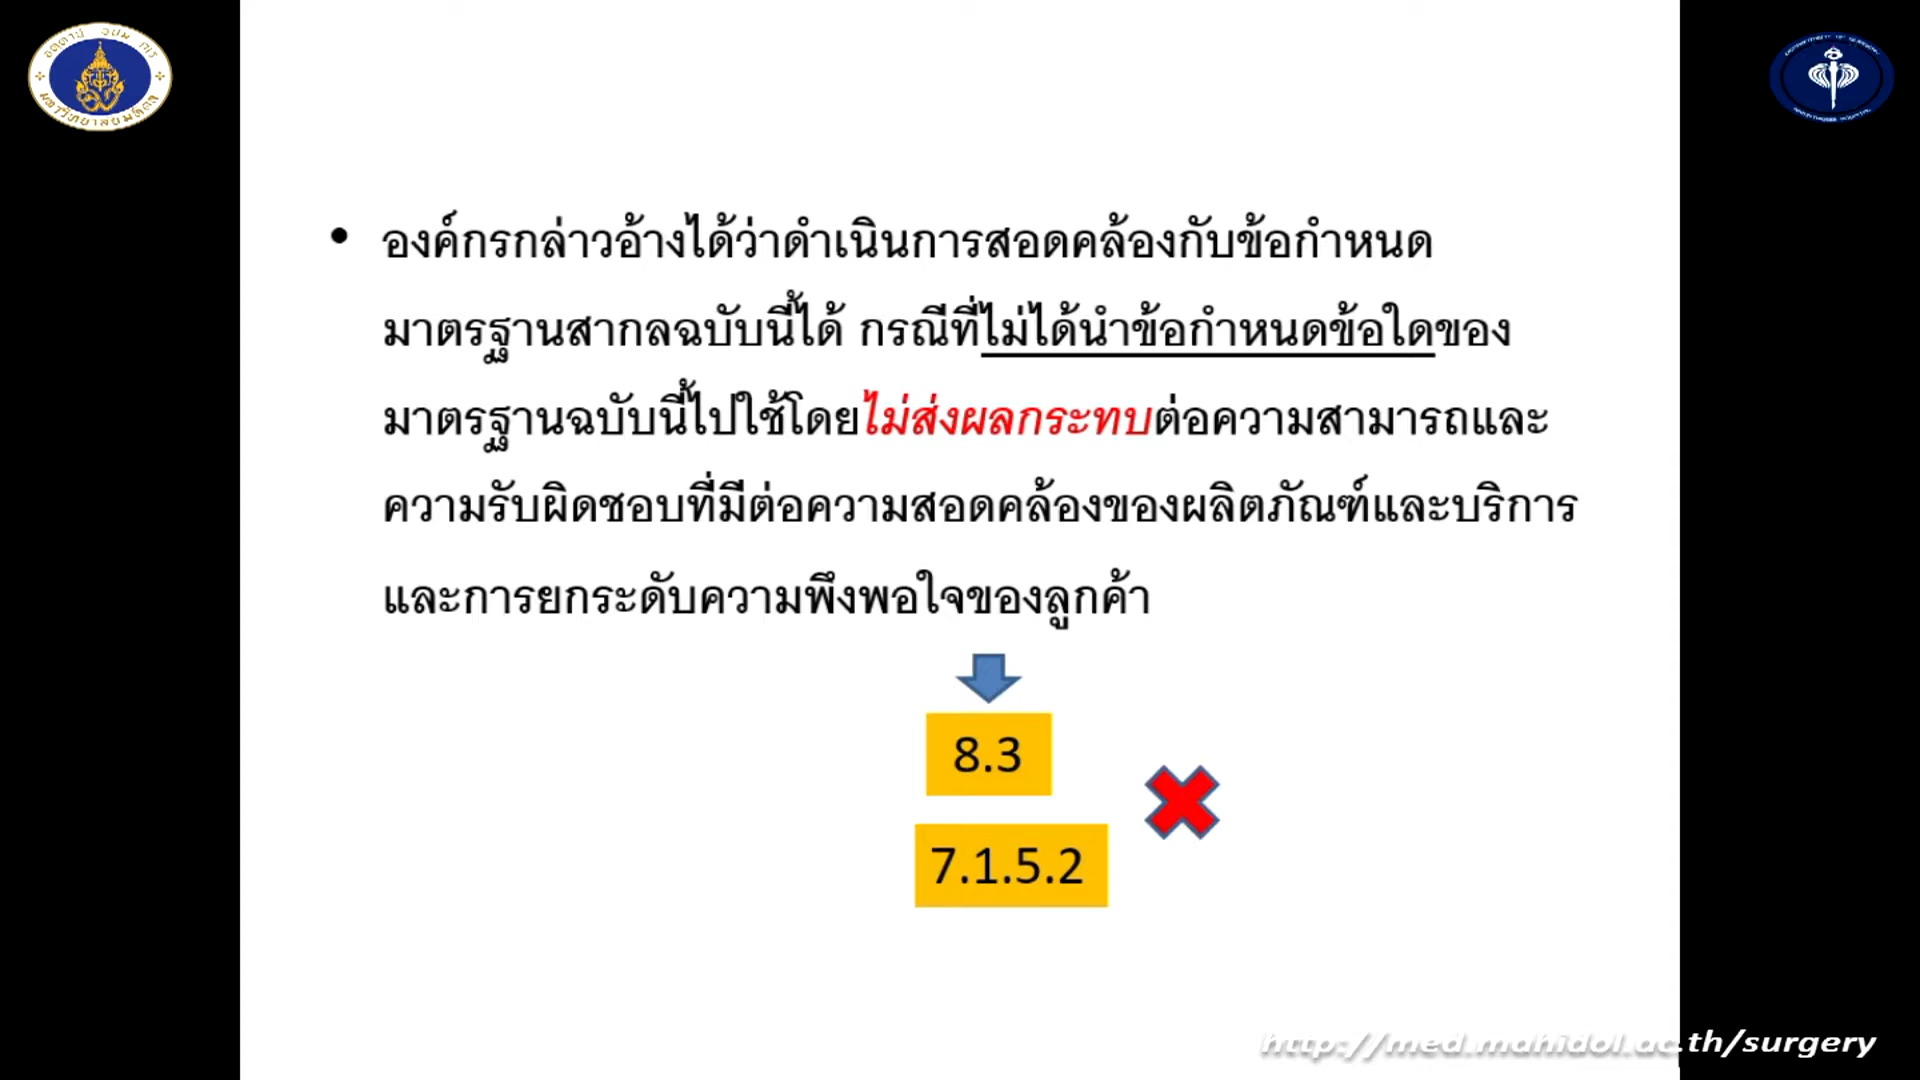 • องค์กรกล่าวอ้างได้ว่าดำเนินการสอดคล้องกับข้อกำหนด
มาตรฐานสากลฉบับนี้ได้ กรณีที่ไม่ได้นำข้อกำหนดข้อใดของ
มาตรฐานฉบับนี้ไปใช้โดยไม่ส่งผลกระทบต่อความสามารถและ
ความรับผิดชอบที่มีต่อความสอดคล้องของผลิตภัณฑ์และบริการ
และการยกระดับความพึงพอใจของลูกค้า
8.3
7.1.5.2
http://med.mahidol.ac.th/surgery